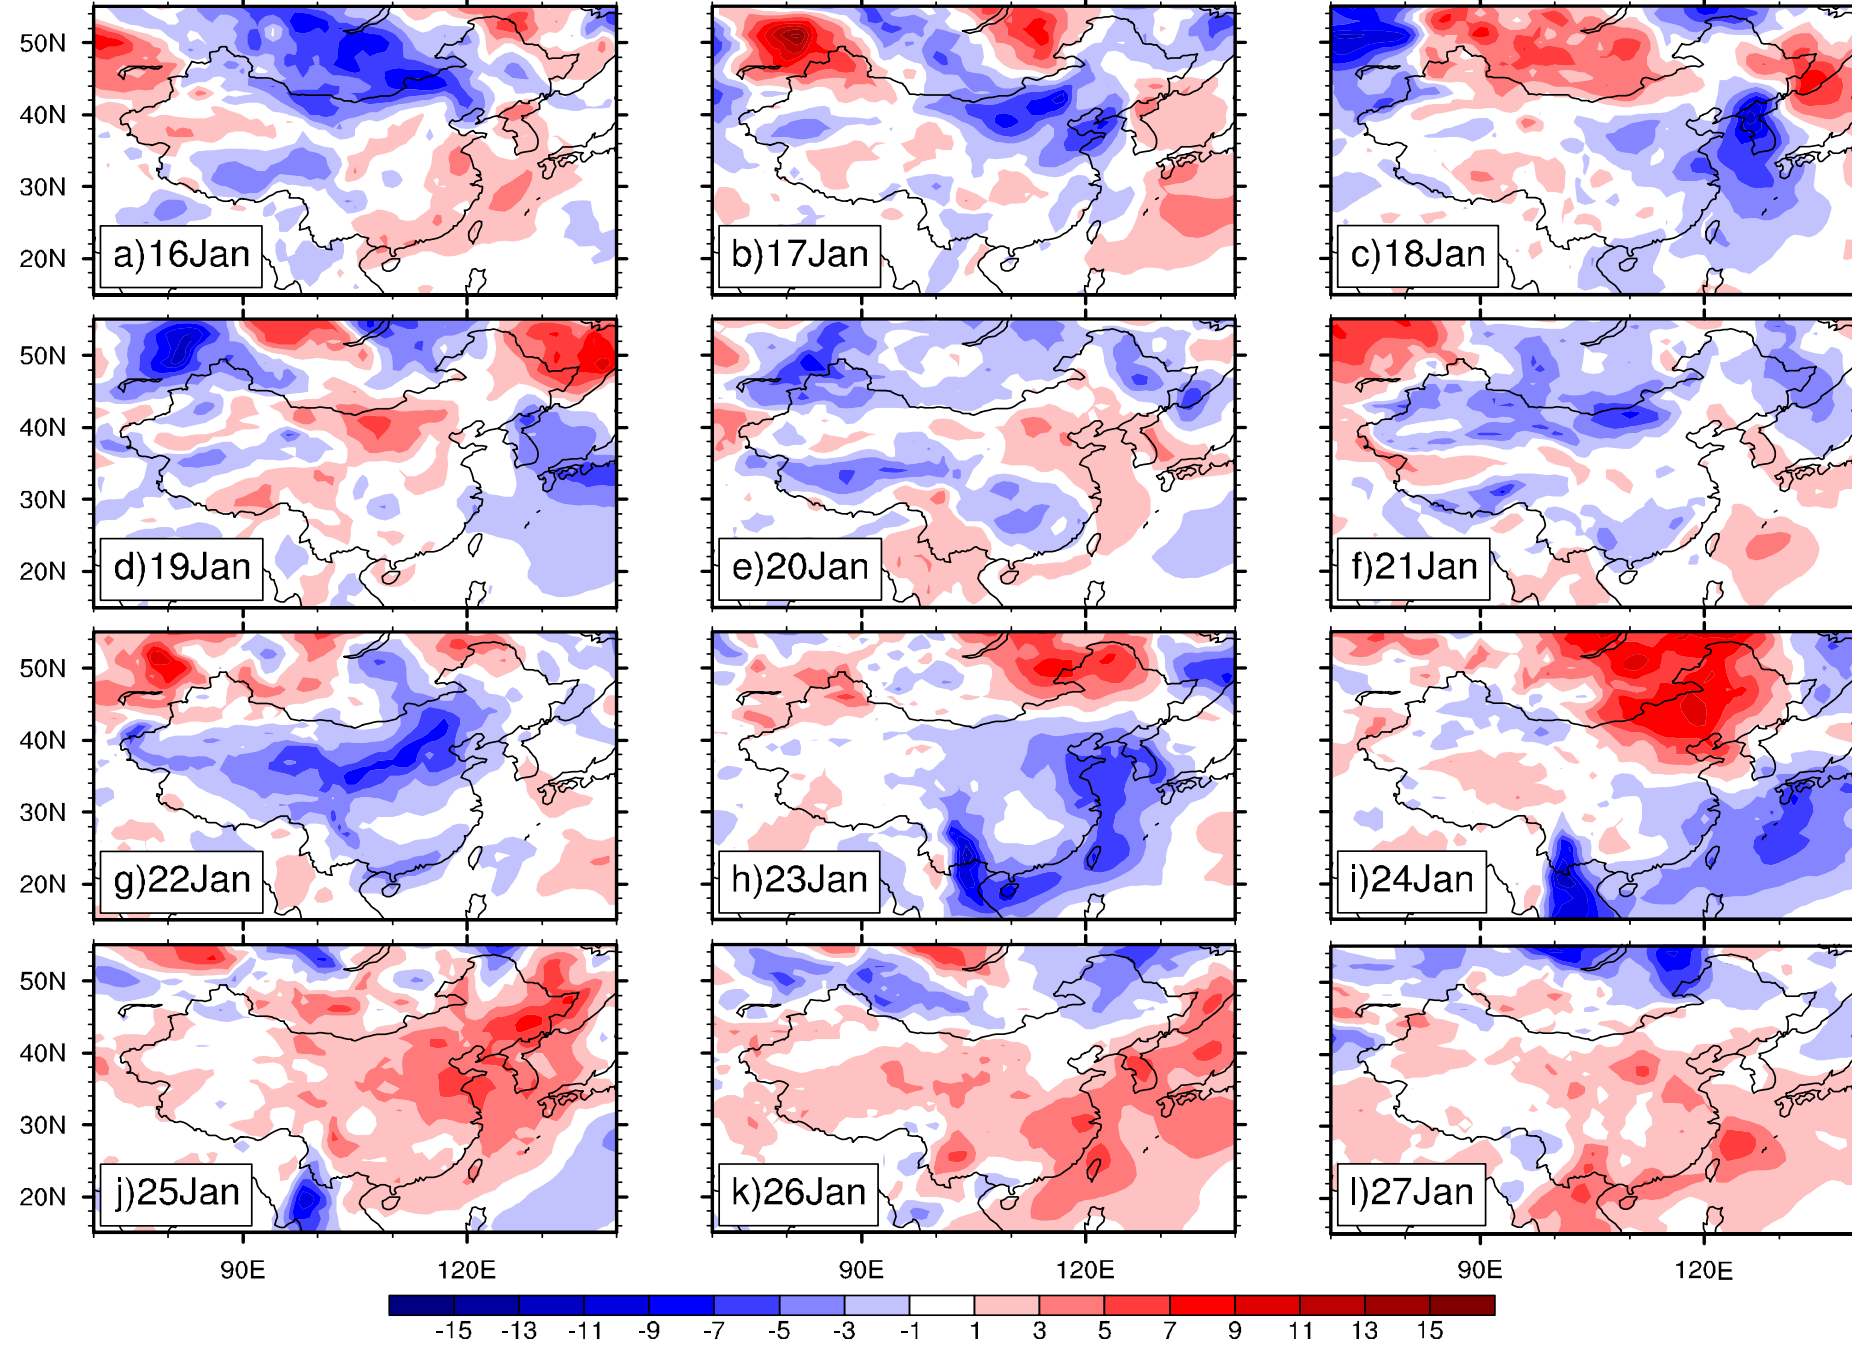 50N
40N
30N
20N
a)16Jan
b)17Jan
c)18Jan
50N
40N
30N
20N
d)19Jan
e)20Jan
f)21Jan
50N
40N
30N
20N
g)22Jan
h)23Jan
i)24Jan
50N
40N
30N
20N
j)25Jan
k)26Jan
l)27Jan
90E 120E 90E 120E 90E 120E
-15 -13 -11 -9 -7 -5 -3 -1 1 3 5 7 9 11 13 15